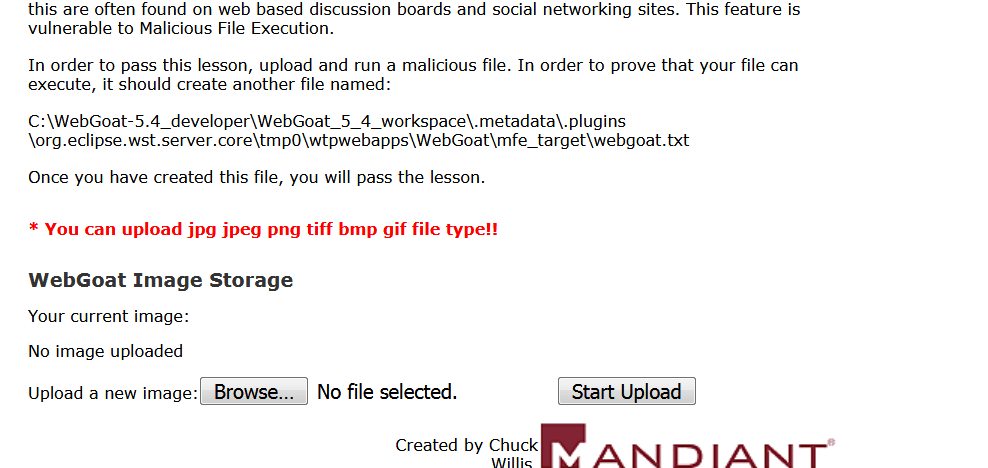 this are often found on web based discussion boards and social networking sites. This feature is
vulnerable to Malicious File Execution.
In order to pass this lesson, upload and run a malicious file. In order to prove that your file can
execute, it should create another file named:
C:\WebGoat-5.4_developer\WebGoat_5_4_workspace\.metadata\.plugins
\org.eclipse.wst.server.core\tmp0\wtpwebapps\WebGoat\mfe_target\webgoat.txt
Once you have created this file, you will pass the lesson.
* You can upload jpg jpeg png tiff bmp gif file type!!
WebGoat Image Storage
Your current image:
No image uploaded
Upload a new image: Browse... No file selected. Start Upload
Created by Chuck
Willis
MANDIANT®